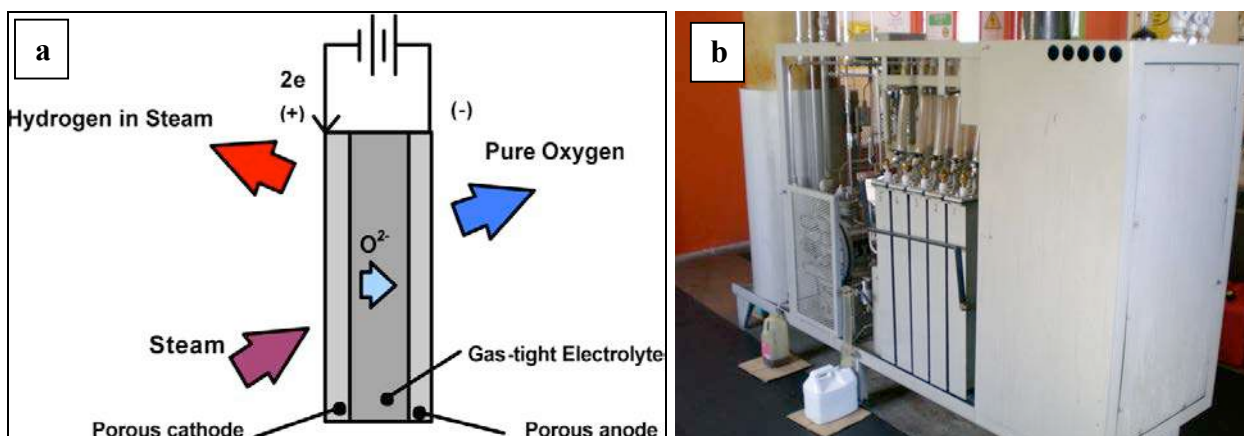 a
2e
(+)
(-)
Hydrogen in Steam
Pure Oxygen
O²⁻
Steam
Gas-tight Electrolyte
Porous cathode
Porous anode
b